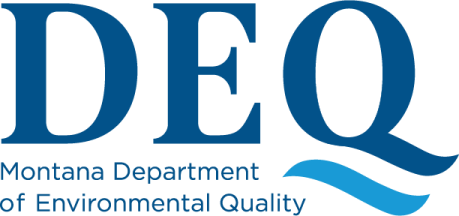 DEQ
Montana Department
of Environmental Quality